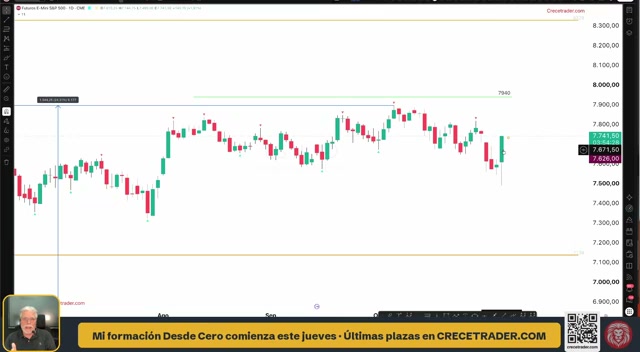 Futuros E-Mini S&P 500 · 1D · CME
Crecetrader.com
8.300,00
8.200,00
8.100,00
8.000,00
7940
7.900,00
7.800,00
7.741,50
7.671,50
7.626,00
7.500,00
7.400,00
7.300,00
7.200,00
7.100,00
7.000,00
6.900,00
Ago
Sep
Mi formación Desde Cero comienza este jueves · Últimas plazas en CRECETRADER.COM
crecetrader.com